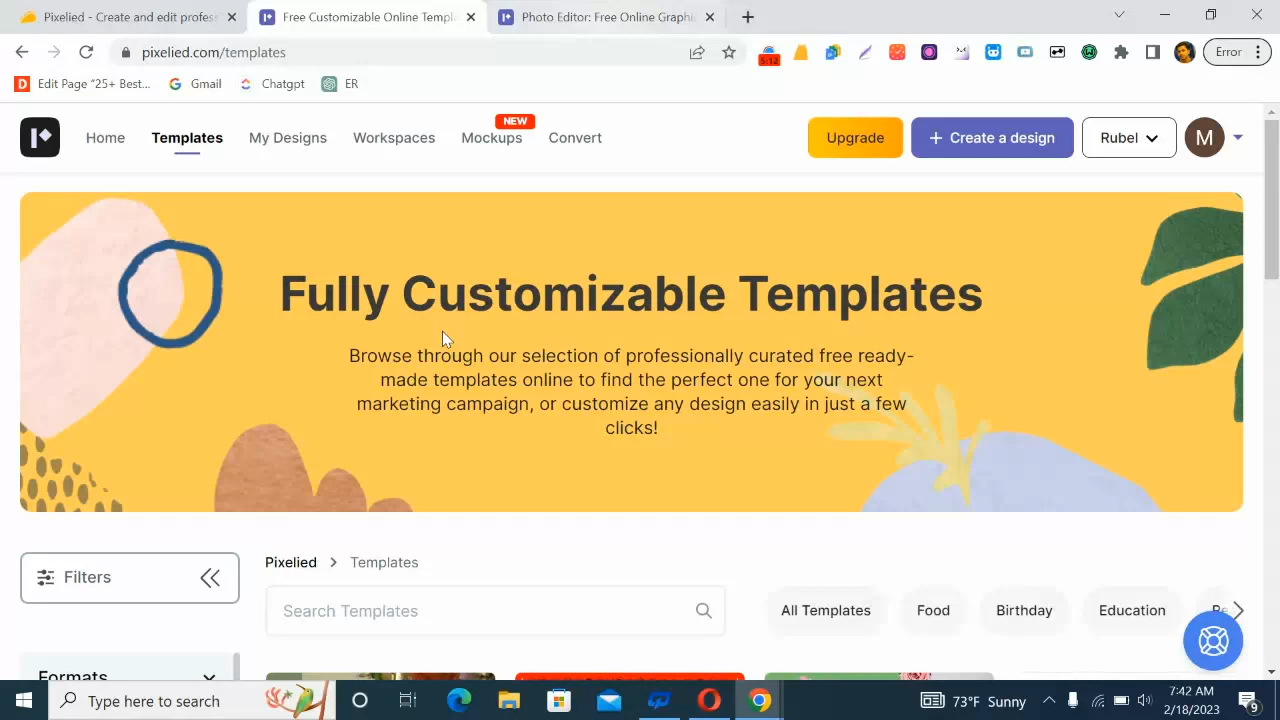 Pixelied - Create and edit profes
Free Customizable Online Templ
Photo Editor: Free Online Graphi
pixelied.com/templates
5:12
Error
Edit Page "25+ Best...
Gmail
Chatgpt
ER
Home
Templates
My Designs
Workspaces
NEW
Mockups
Convert
Upgrade
+ Create a design
Rubel
M
Fully Customizable Templates
Browse through our selection of professionally curated free ready-
made templates online to find the perfect one for your next
marketing campaign, or customize any design easily in just a few
clicks!
Filters
Pixelied > Templates
Search Templates
All Templates
Food
Birthday
Education
Formats
Type here to search
73°F Sunny
7:42 AM
2/18/2023
9